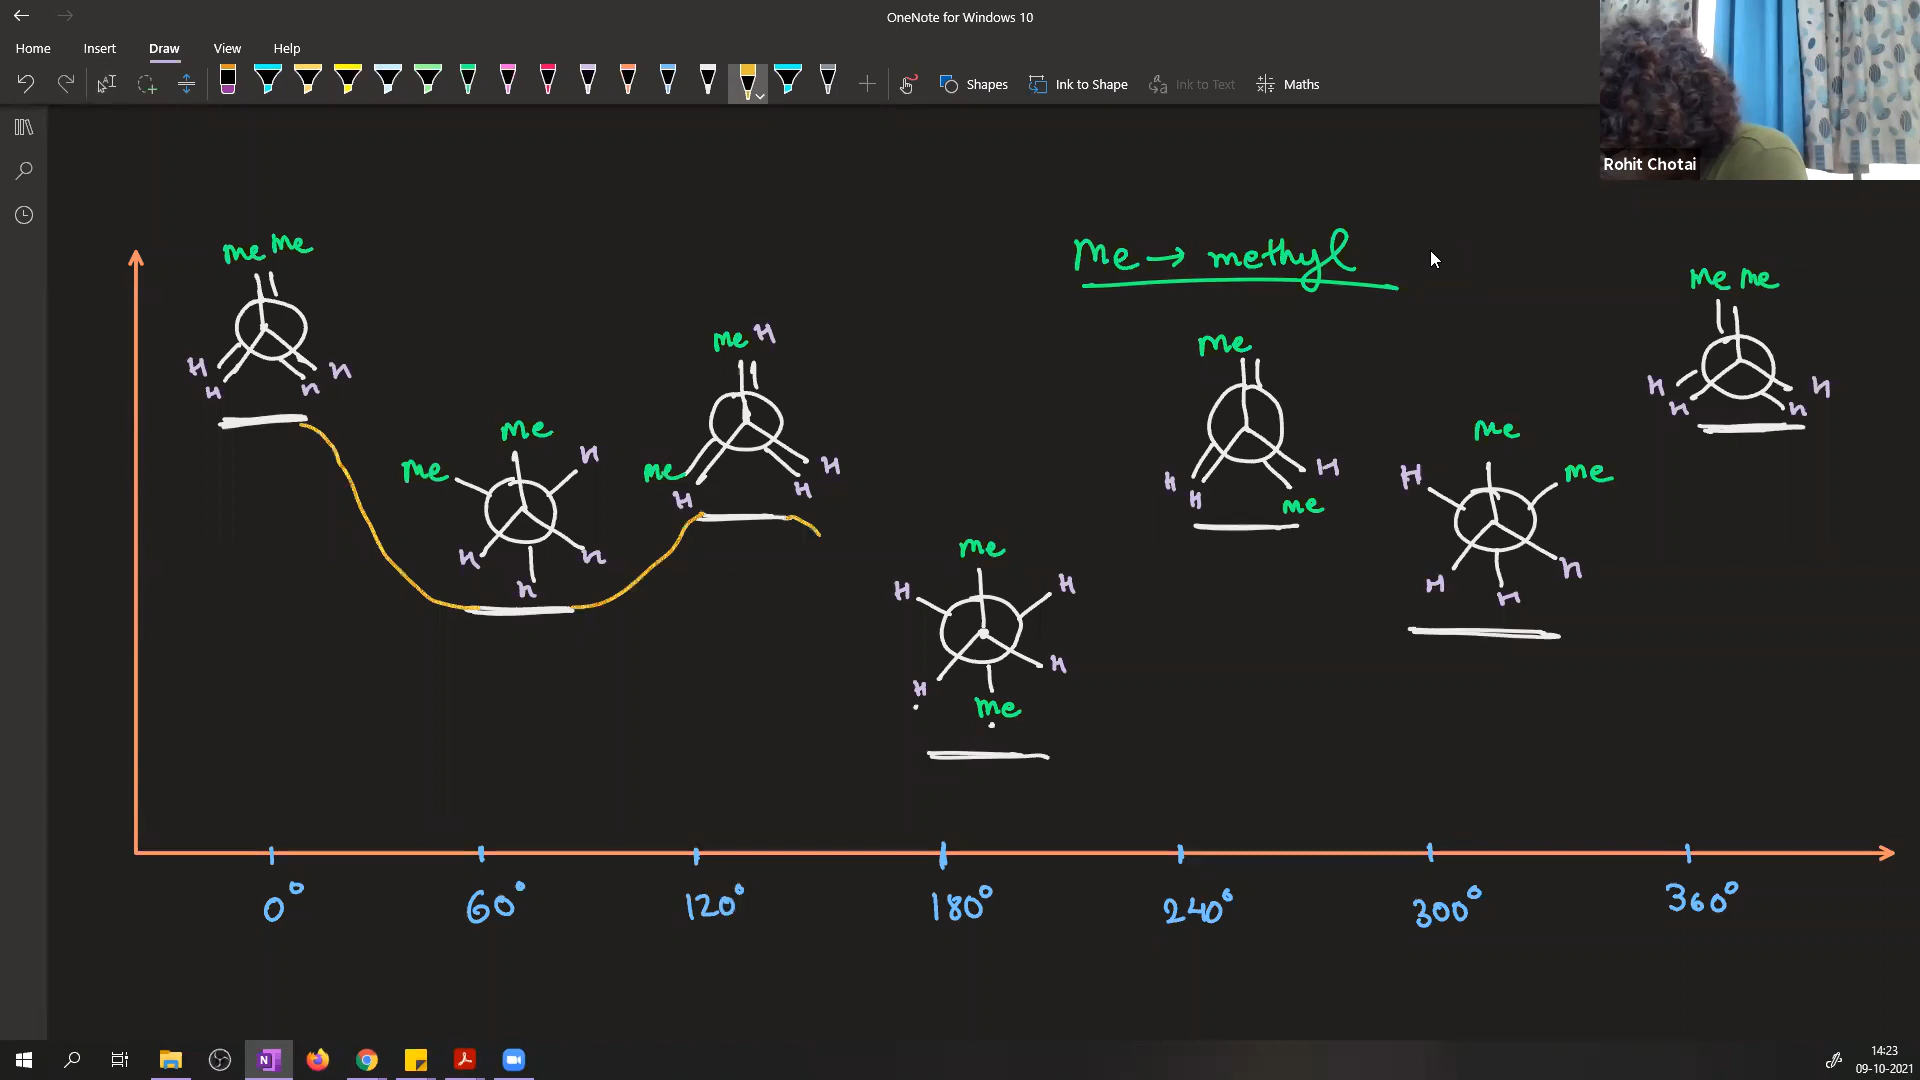 OneNote for Windows 10
Home Insert Draw View Help
Shapes Ink to Shape Ink to Text Maths
Rohit Chotai
Me Me
H H
H H
Me
Me H
H H
H
Me H
Me H
H H
Me → methyl
Me
H H
H Me
Me
H H
H H
Me
Me
H Me
H H
H
Me Me
H H
H H
0° 60° 120° 180° 240° 300° 360°
14:23
09-10-2021